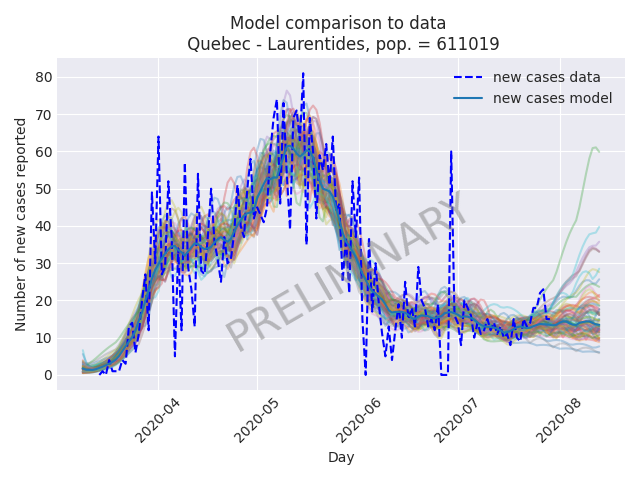 Model comparison to data
Quebec - Laurentides, pop. = 611019
new cases data
new cases model
Number of new cases reported
80
70
60
50
40
30
20
10
0
PRELIMINARY
2020-04
2020-05
2020-06
2020-07
2020-08
Day